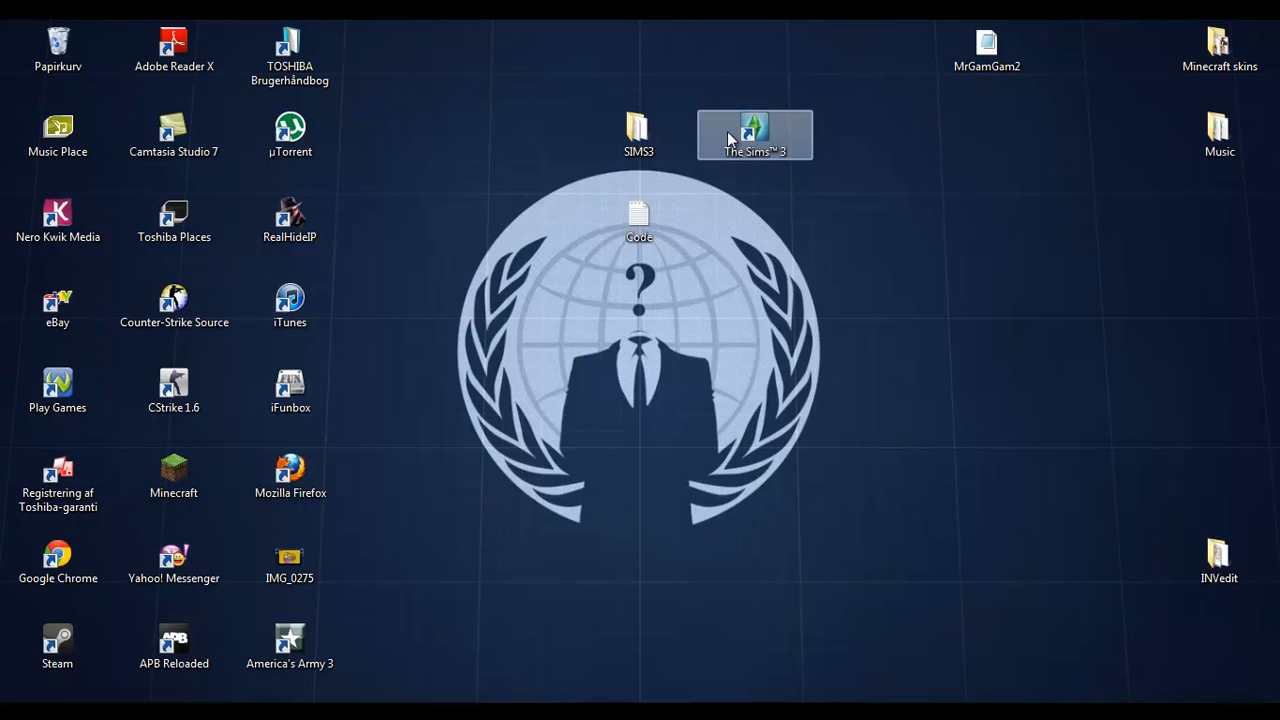 Papirkurv
Adobe Reader X
TOSHIBA
Brugerhåndbog
MrGamGam2
Minecraft skins
Music Place
Camtasia Studio 7
µTorrent
SIMS3
The Sims™ 3
Music
Nero Kwik Media
Toshiba Places
RealHideIP
Code
?
eBay
Counter-Strike Source
iTunes
Play Games
CStrike 1.6
FUN
iFunbox
Registrering af
Toshiba-garanti
Minecraft
Mozilla Firefox
Google Chrome
Yahoo! Messenger
IMG_0275
INVedit
Steam
APB
APB Reloaded
America's Army 3